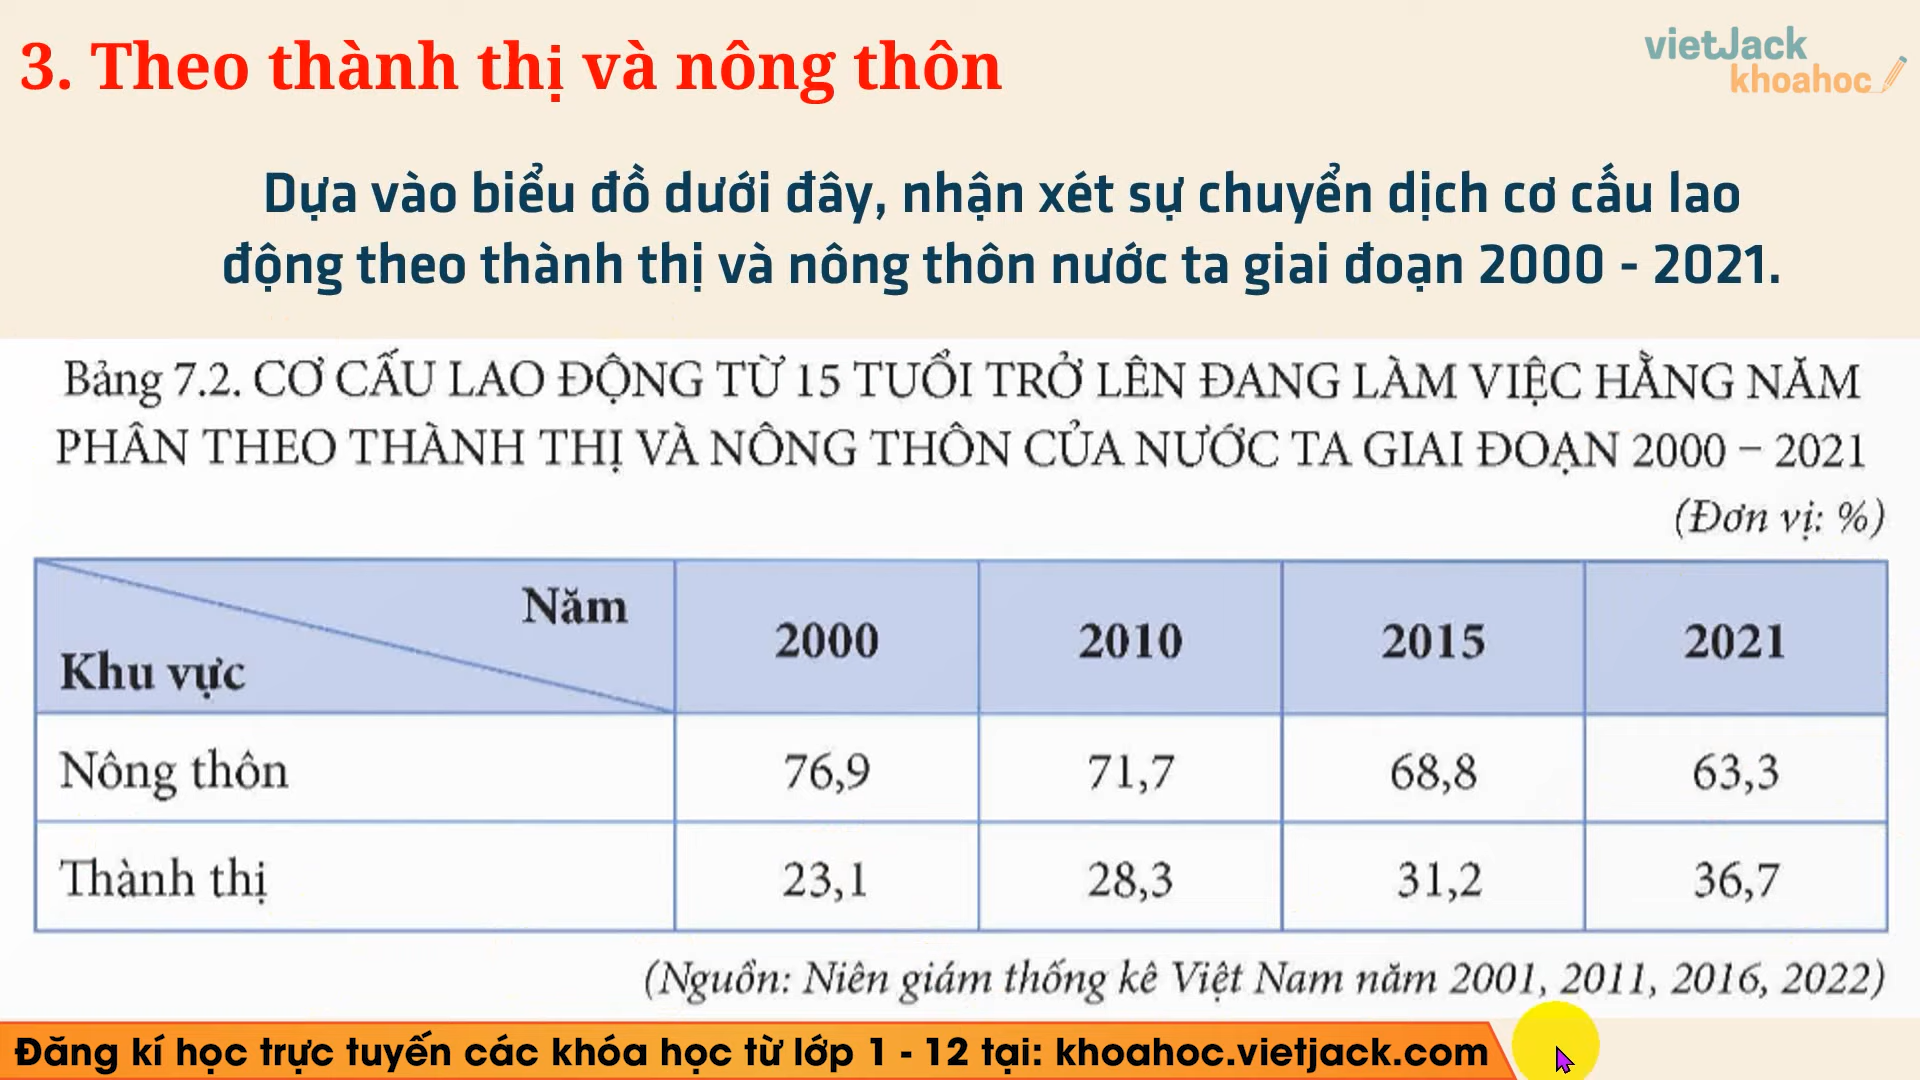 3. Theo thành thị và nông thôn
vietJack
khoahoc
Dựa vào biểu đồ dưới đây, nhận xét sự chuyển dịch cơ cấu lao
động theo thành thị và nông thôn nước ta giai đoạn 2000 - 2021.
Bảng 7.2. CƠ CẤU LAO ĐỘNG TỪ 15 TUỔI TRỞ LÊN ĐANG LÀM VIỆC HẰNG NĂM
PHÂN THEO THÀNH THỊ VÀ NÔNG THÔN CỦA NƯỚC TA GIAI ĐOẠN 2000 – 2021
(Đơn vị: %)
Năm
Khu vực
2000 2010 2015 2021
Nông thôn 76,9 71,7 68,8 63,3
Thành thị 23,1 28,3 31,2 36,7
(Nguồn: Niên giám thống kê Việt Nam năm 2001, 2011, 2016, 2022)
Đăng kí học trực tuyến các khóa học từ lớp 1 - 12 tại: khoahoc.vietjack.com